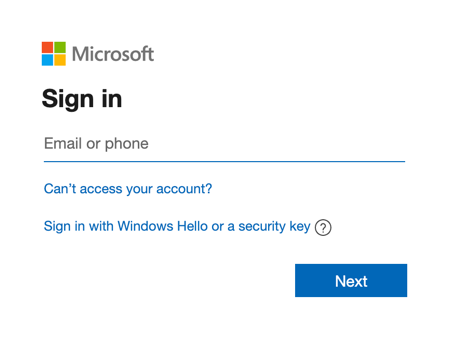 Microsoft
Sign in
Email or phone
Can’t access your account?
Sign in with Windows Hello or a security key ?
Next